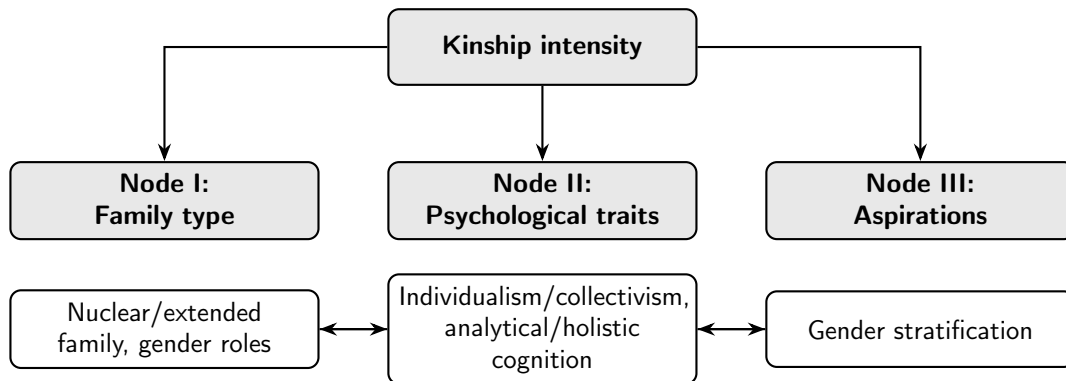 Kinship intensity
Node I:
Family type
Node II:
Psychological traits
Node III:
Aspirations
Nuclear/extended
family, gender roles
Individualism/collectivism,
analytical/holistic
cognition
Gender stratification